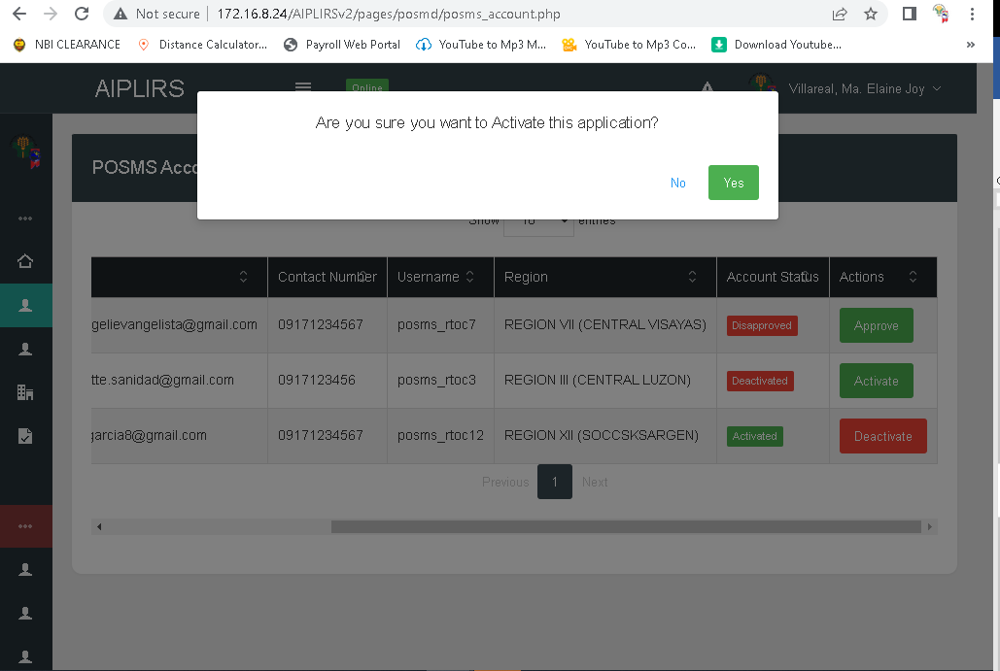 Not secure | 172.16.8.24/AIPLIRSv2/pages/posmd/posms_account.php
NBI CLEARANCE Distance Calculator... Payroll Web Portal YouTube to Mp3 M... YouTube to Mp3 Co... Download Youtube... »
AIPLIRS Online Villareal, Ma. Elaine Joy
Are you sure you want to Activate this application?
No Yes
POSMS Acco
Show 10 entries
Contact Number Username Region Account Status Actions
gelievangelista@gmail.com 09171234567 posms_rtoc7 REGION VII (CENTRAL VISAYAS) Disapproved Approve
tte.sanidad@gmail.com 0917123456 posms_rtoc3 REGION III (CENTRAL LUZON) Deactivated Activate
garcia8@gmail.com 09171234567 posms_rtoc12 REGION XII (SOCCSKSARGEN) Activated Deactivate
Previous 1 Next